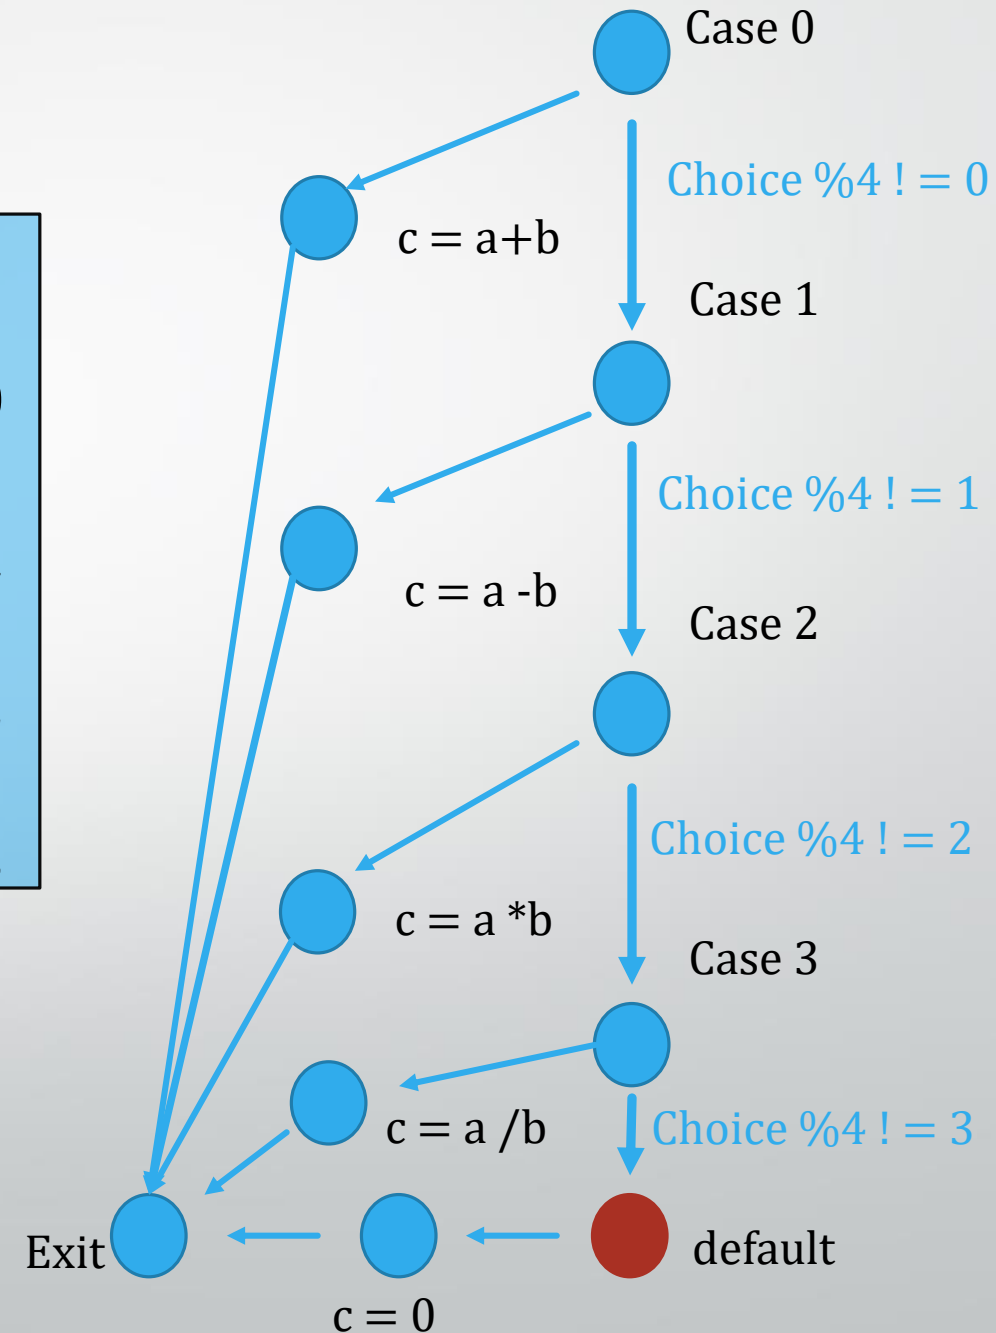 Case 0
Choice %4 ! = 0
c = a+b
Case 1
Choice %4 ! = 1
c = a -b
Case 2
Choice %4 ! = 2
c = a *b
Case 3
c = a /b
Choice %4 ! = 3
Exit
default
c = 0